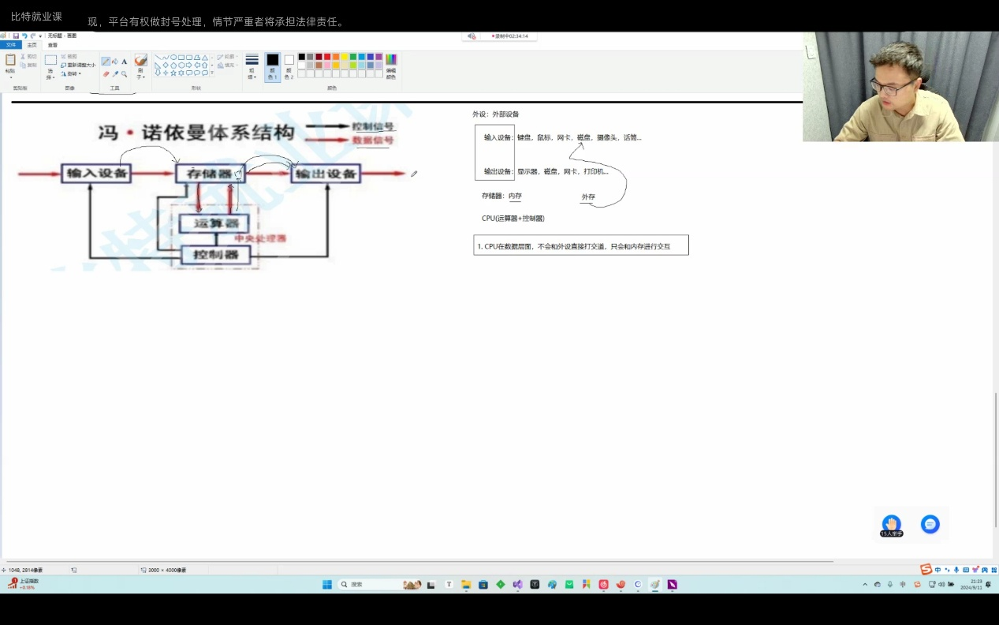 比特就业课
现，平台有权做封号处理，情节严重者将承担法律责任。
无标题 - 画图
录制中02:34:14
文件 主页 查看
粘贴
剪切
复制
剪贴板
选择
裁剪
重新调整大小
旋转
图像
工具
刷子
形状
轮廓
填充
粗细
颜色 1
颜色 2
编辑颜色
颜色
冯·诺依曼体系结构
控制信号
数据信号
输入设备
存储器
输出设备
运算器
中央处理器
控制器
外设：外部设备
输入设备：键盘，鼠标，网卡，磁盘，摄像头，话筒...
输出设备：显示器，磁盘，网卡，打印机...
存储器：内存
外存
CPU(运算器+控制器)
1. CPU在数据层面，不会和外设直接打交道，只会和内存进行交互
15人举手
1048, 2814像素
3000 × 4000像素
上证指数
+0.18%
搜索
中
21:23
2024/9/11